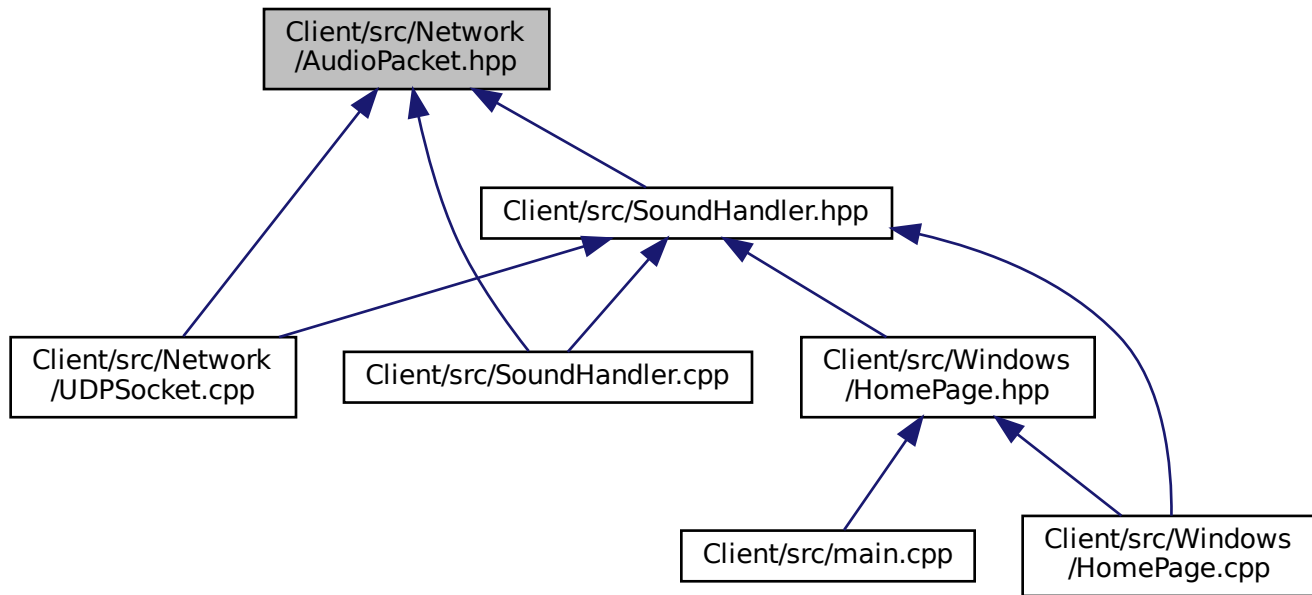 Client/src/Network
/AudioPacket.hpp
Client/src/SoundHandler.hpp
Client/src/Network
/UDPSocket.cpp
Client/src/SoundHandler.cpp
Client/src/Windows
/HomePage.hpp
Client/src/main.cpp
Client/src/Windows
/HomePage.cpp